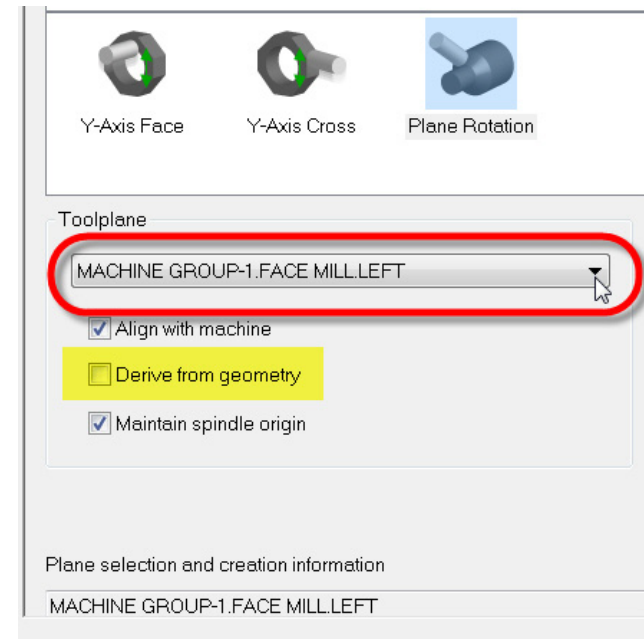 Y-Axis Face Y-Axis Cross Plane Rotation
Toolplane
MACHINE GROUP-1.FACE MILL.LEFT
Align with machine
Derive from geometry
Maintain spindle origin
Plane selection and creation information
MACHINE GROUP-1.FACE MILL.LEFT